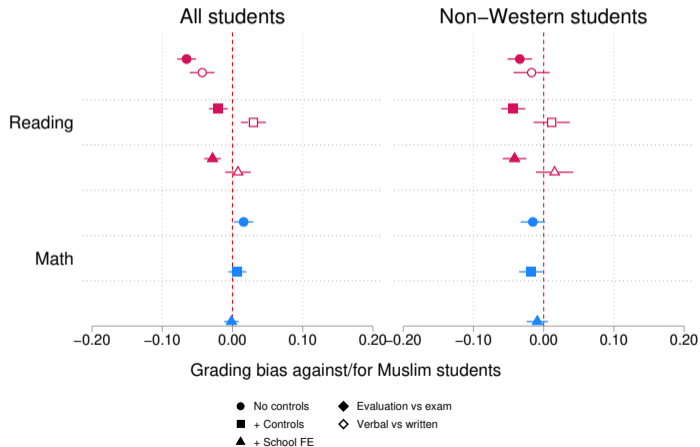 All students
Non−Western students
Reading
Math
−0.20 −0.10 0.00 0.10 0.20
−0.20 −0.10 0.00 0.10 0.20
Grading bias against/for Muslim students
No controls
Evaluation vs exam
+ Controls
Verbal vs written
+ School FE